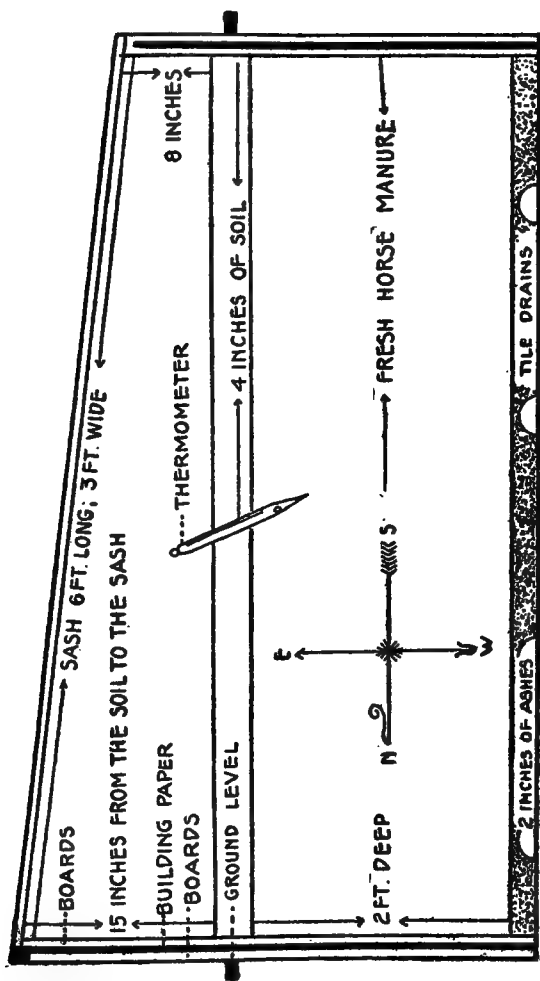 SASH 6 FT. LONG; 3 FT. WIDE
BOARDS
15 INCHES FROM THE SOIL TO THE SASH
8 INCHES
BUILDING PAPER
THERMOMETER
BOARDS
GROUND LEVEL
4 INCHES OF SOIL
E
N
S
W
2 FT. DEEP
FRESH HORSE MANURE
2 INCHES OF ASHES
TILE DRAINS